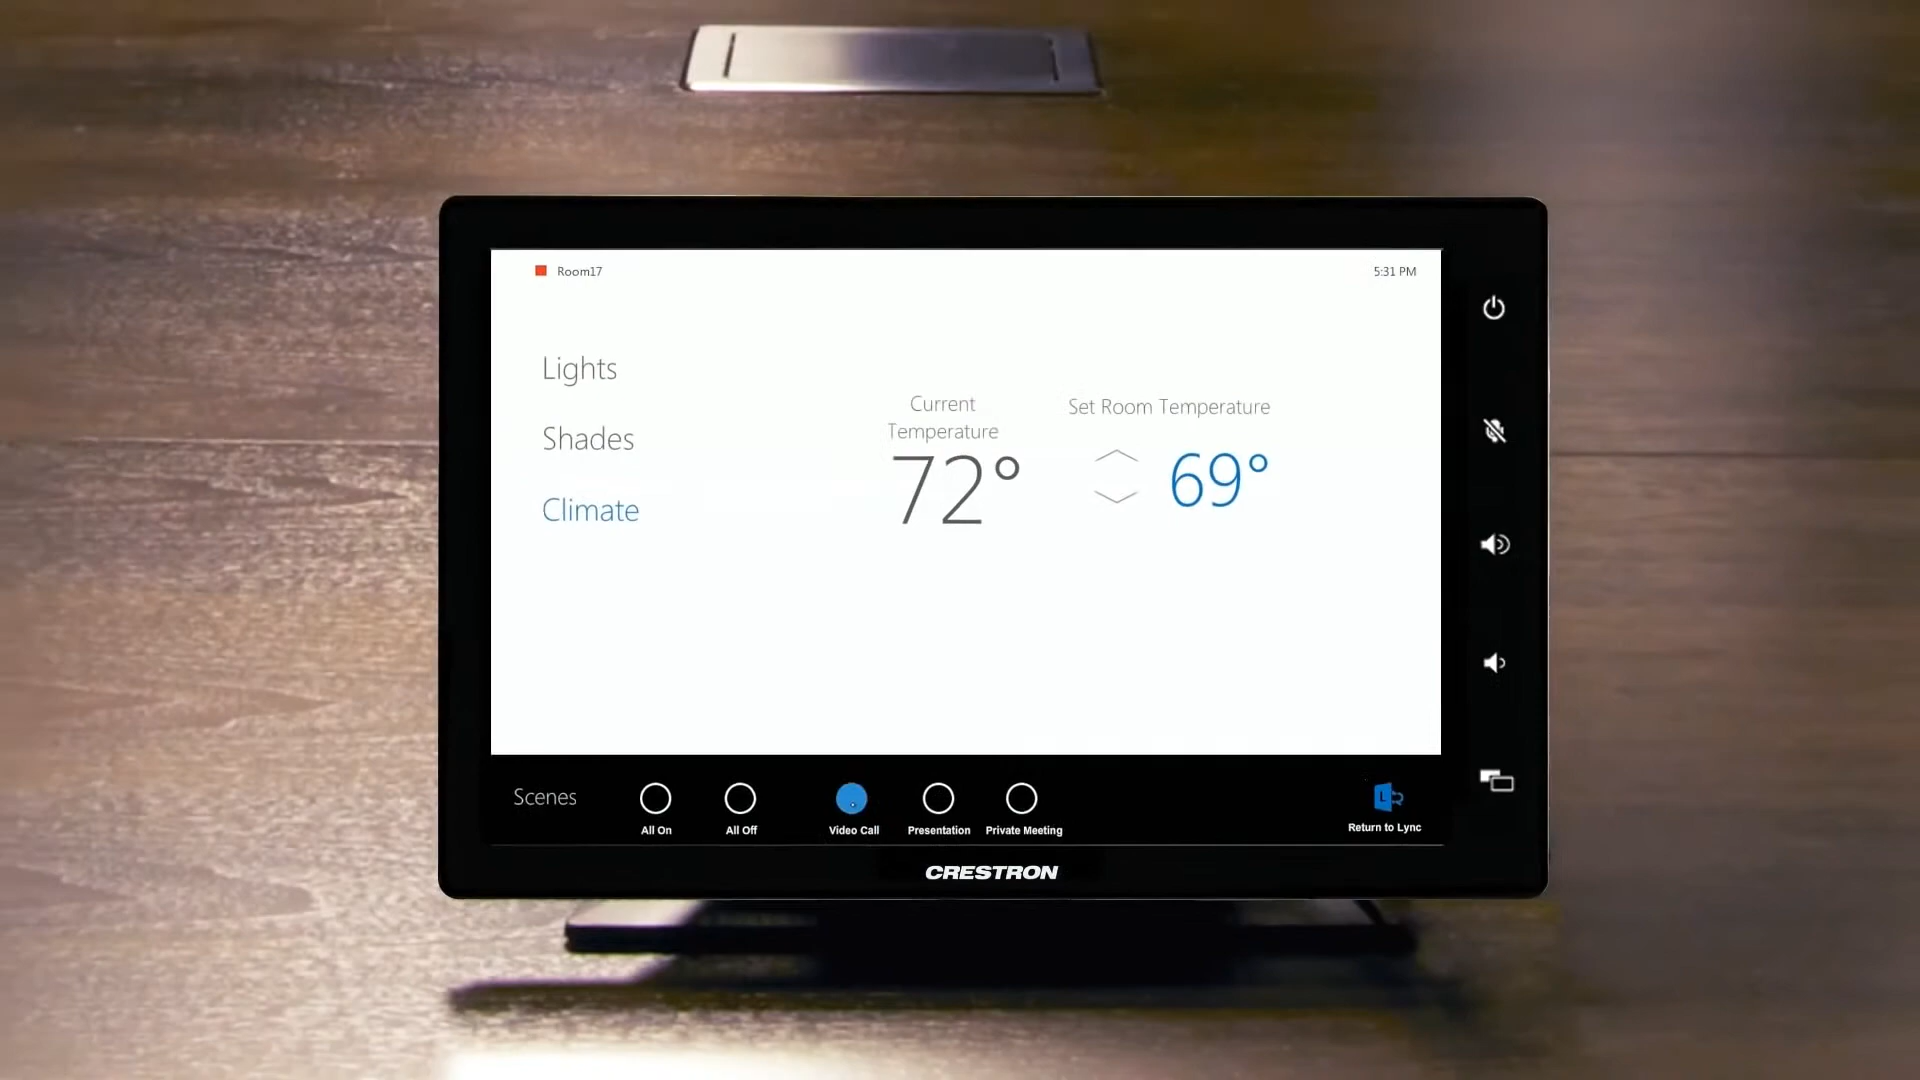 Room17
5:31 PM
Lights
Shades
Climate
Current
Temperature
72°
Set Room Temperature
69°
Scenes
All On
All Off
Video Call
Presentation
Private Meeting
L
Return to Lync
CRESTRON